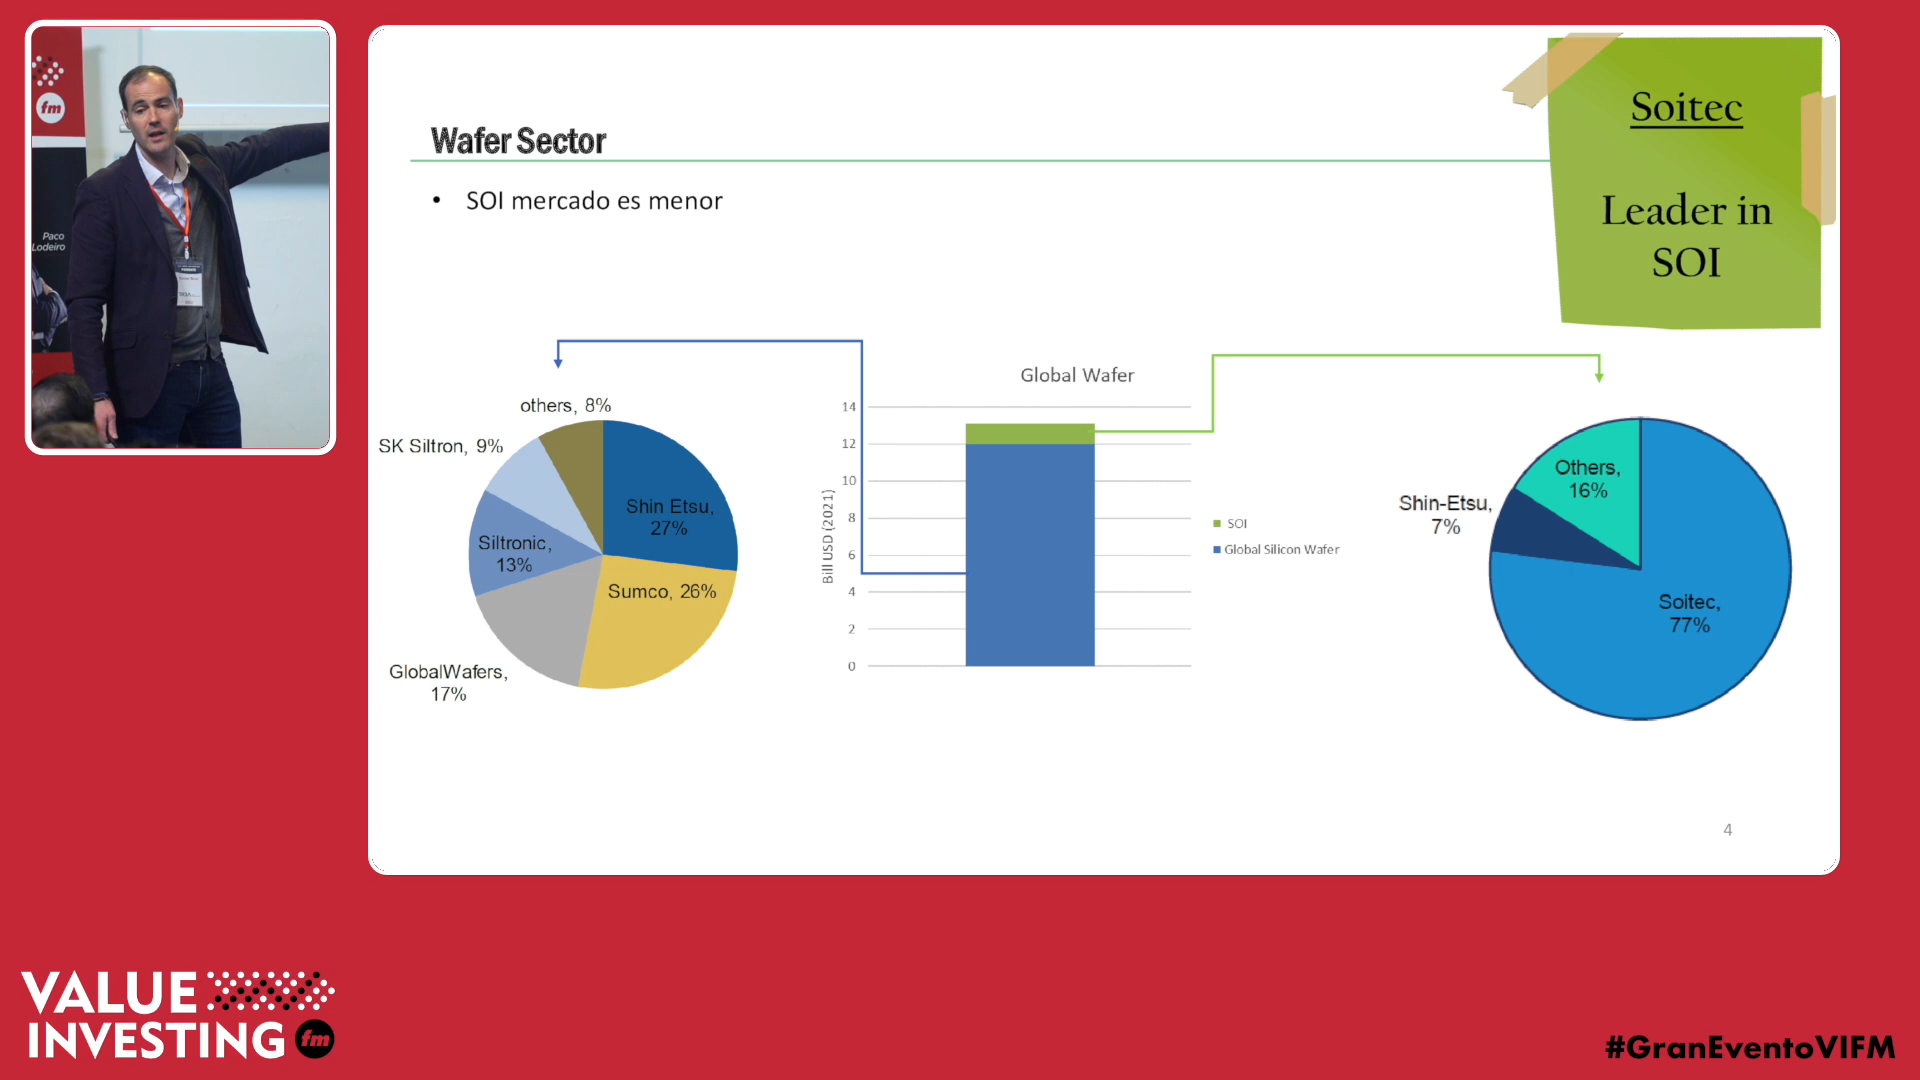 fm
Paco
Lodeiro
Wafer Sector
• SOI mercado es menor
Soitec
Leader in
SOI
others, 8%
SK Siltron, 9%
Shin Etsu,
27%
Siltronic,
13%
Sumco, 26%
GlobalWafers,
17%
Global Wafer
Bill USD (2021)
14
12
10
8
6
4
2
0
SOI
Global Silicon Wafer
Others,
16%
Shin-Etsu,
7%
Soitec,
77%
4
VALUE
INVESTING fm
#GranEventoVIFM